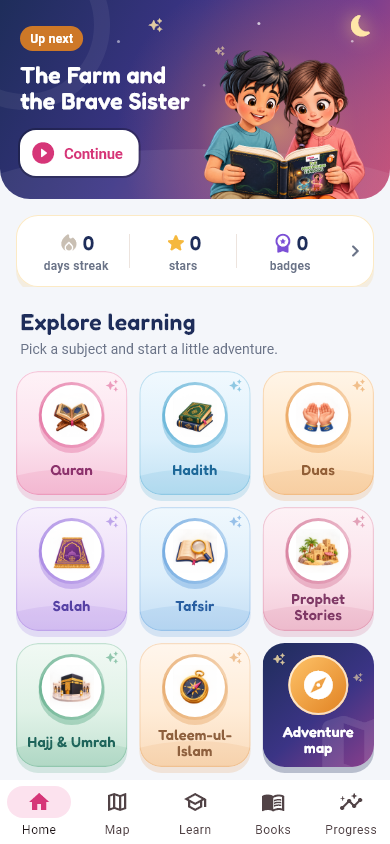 Up next
The Farm and
the Brave Sister
Continue
0
days streak
0
stars
0
badges
Explore learning
Pick a subject and start a little adventure.
Quran
Hadith
Duas
Salah
Tafsir
Prophet
Stories
Hajj & Umrah
Taleem-ul-
Islam
Adventure
map
Home
Map
Learn
Books
Progress